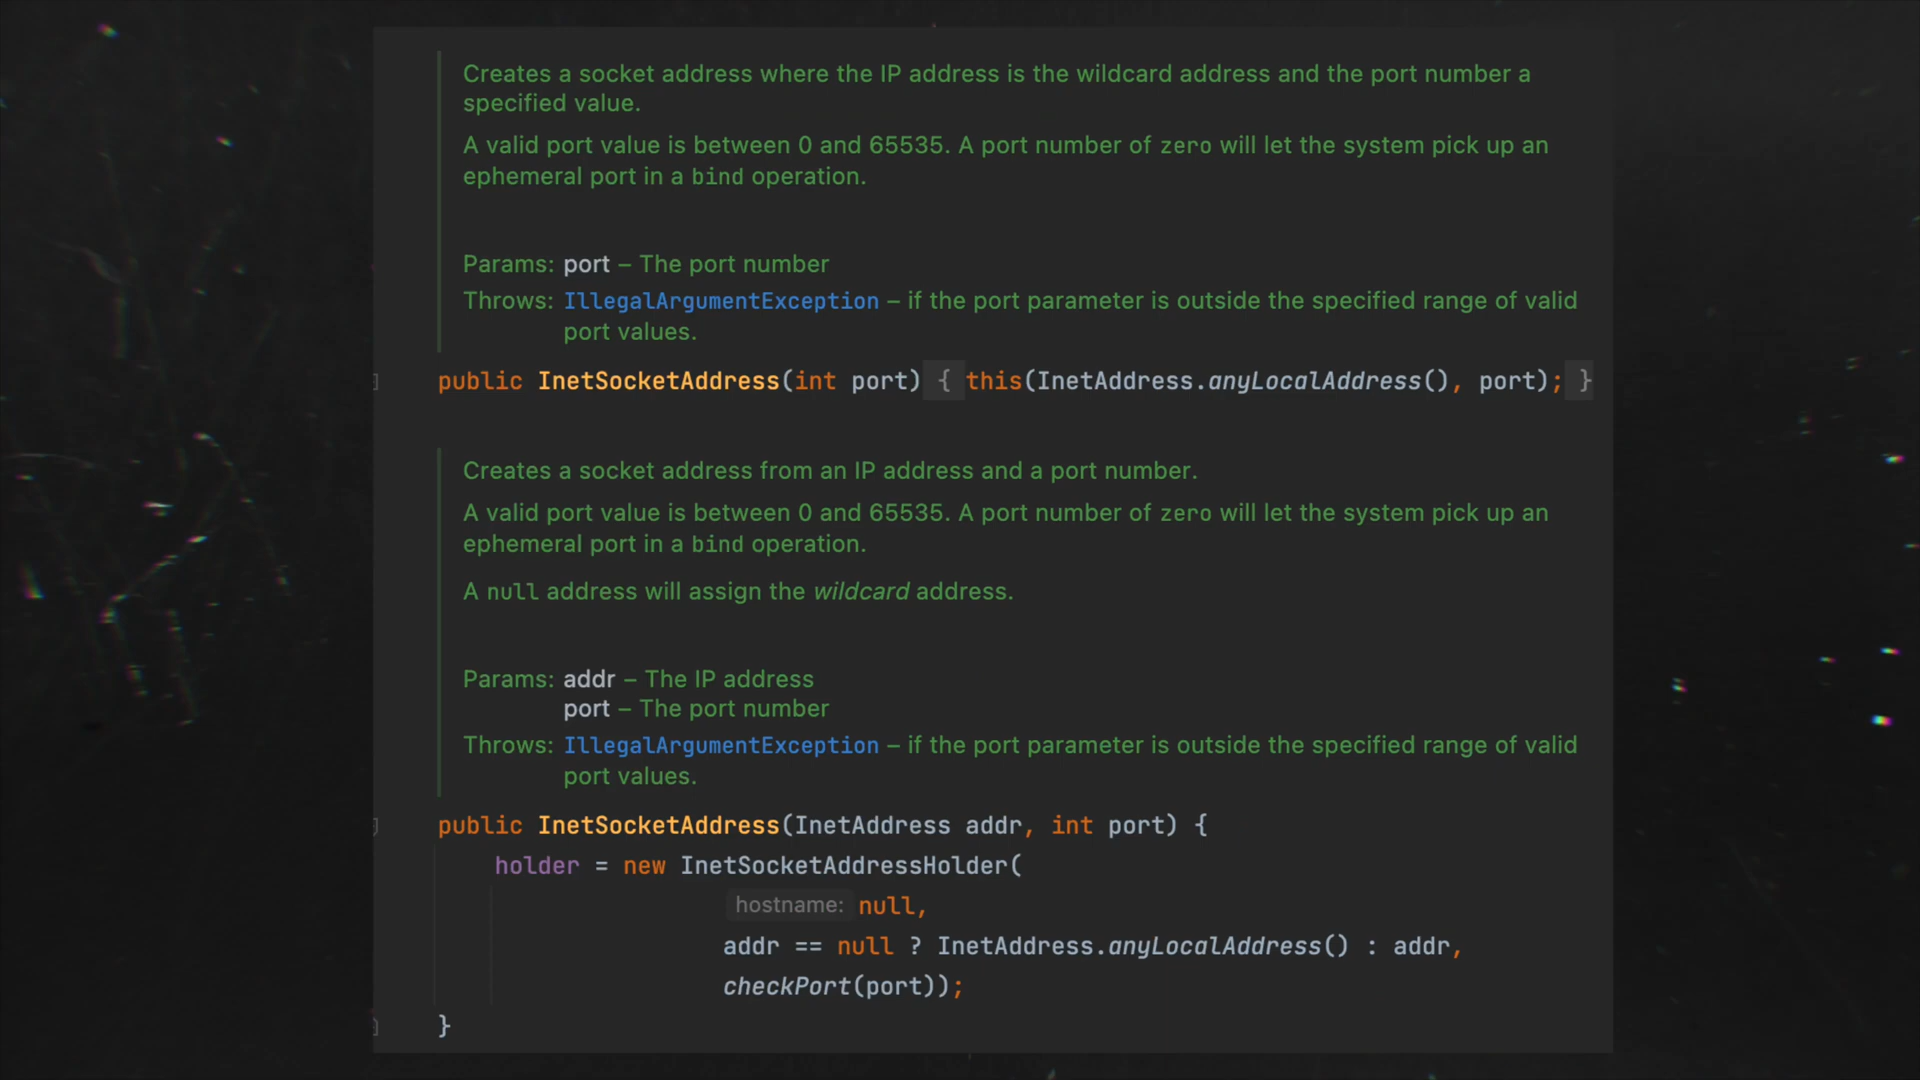 Creates a socket address where the IP address is the wildcard address and the port number a
specified value.
A valid port value is between 0 and 65535. A port number of zero will let the system pick up an
ephemeral port in a bind operation.
Params: port – The port number
Throws: IllegalArgumentException – if the port parameter is outside the specified range of valid
port values.
public InetSocketAddress(int port) { this(InetAddress.anyLocalAddress(), port); }
Creates a socket address from an IP address and a port number.
A valid port value is between 0 and 65535. A port number of zero will let the system pick up an
ephemeral port in a bind operation.
A null address will assign the wildcard address.
Params: addr – The IP address
port – The port number
Throws: IllegalArgumentException – if the port parameter is outside the specified range of valid
port values.
public InetSocketAddress(InetAddress addr, int port) {
holder = new InetSocketAddressHolder(
hostname: null,
addr == null ? InetAddress.anyLocalAddress() : addr,
checkPort(port));
}